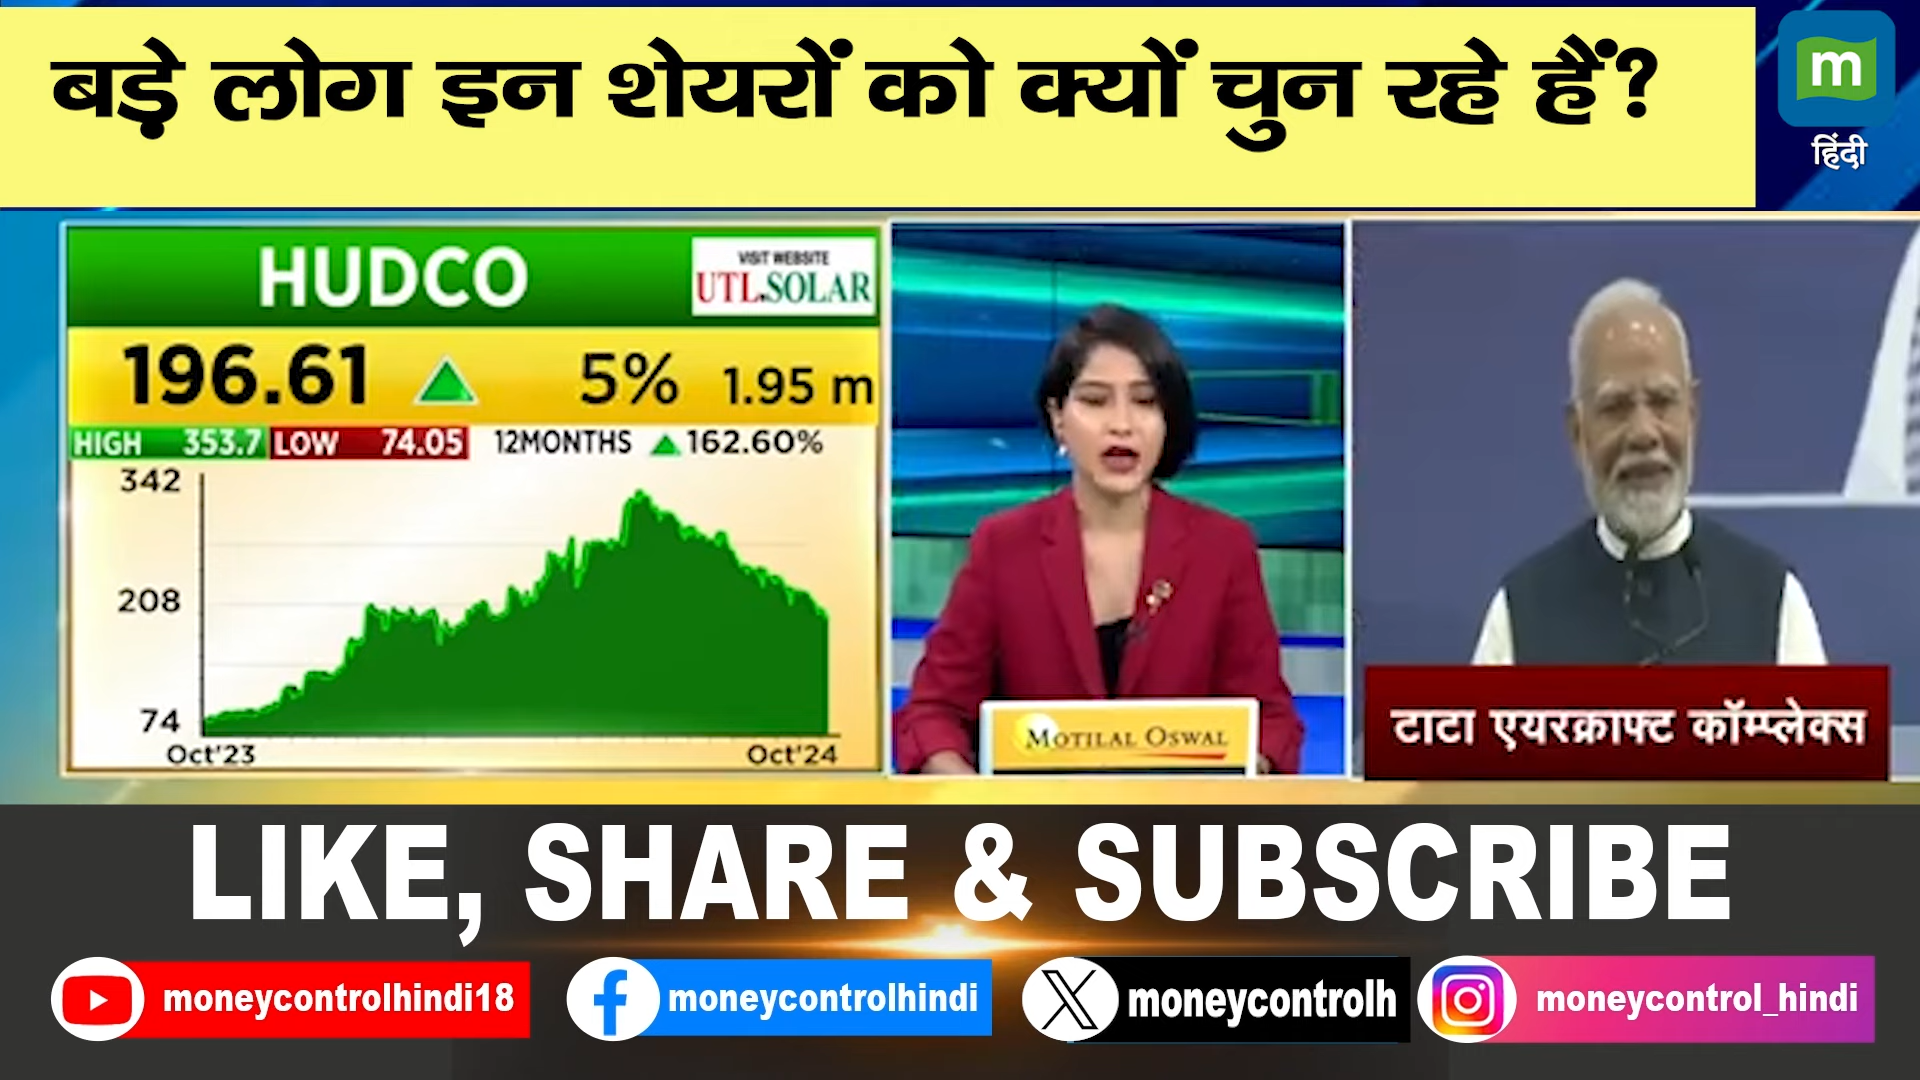 बड़े लोग इन शेयरों को क्यों चुन रहे हैं?
m
हिंदी
HUDCO
VISIT WEBSITE
UTL SOLAR
196.61 5% 1.95 m
HIGH 353.7 LOW 74.05 12MONTHS 162.60%
342
208
74
Oct'23 Oct'24
MOTILAL OSWAL
टाटा एयरक्राफ्ट कॉम्प्लेक्स
LIKE, SHARE & SUBSCRIBE
moneycontrolhindi18 moneycontrolhindi moneycontrolh moneycontrol_hindi